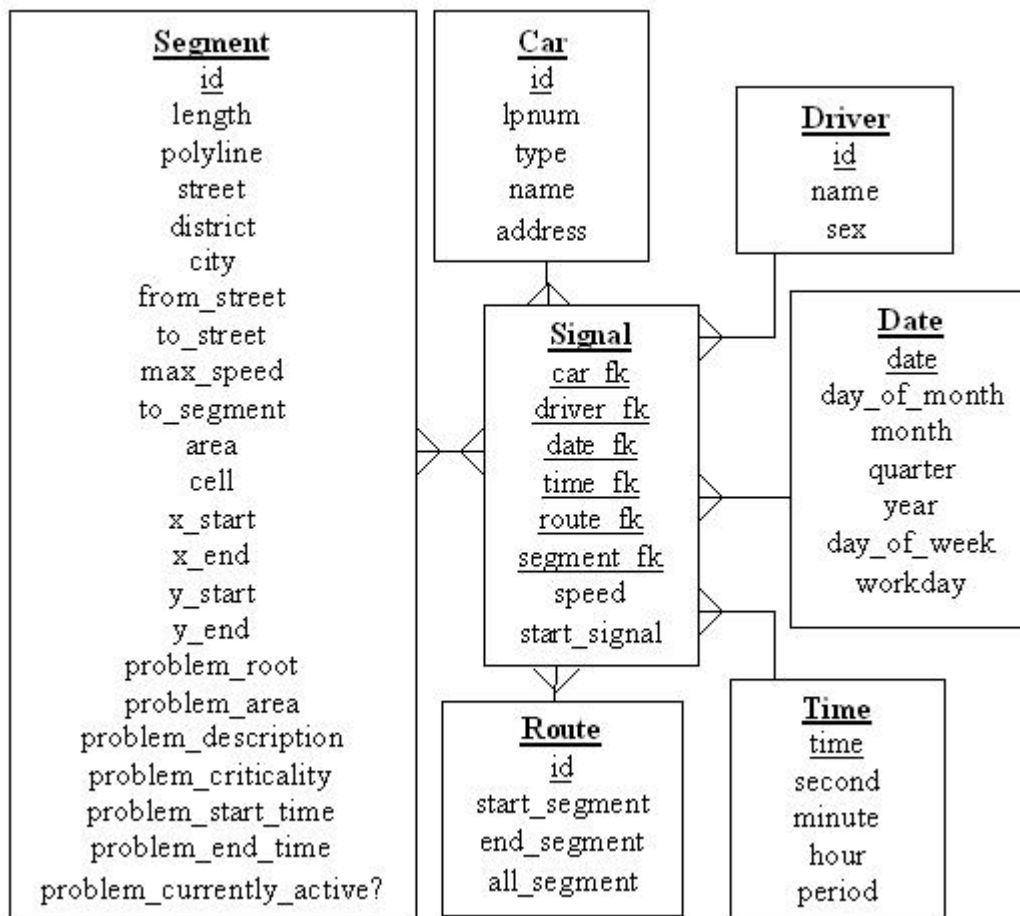 Segment
id
length
polyline
street
district
city
from_street
to_street
max_speed
to_segment
area
cell
x_start
x_end
y_start
y_end
problem_root
problem_area
problem_description
problem_criticality
problem_start_time
problem_end_time
problem_currently_active?
Car
id
lpnum
type
name
address
Driver
id
name
sex
Signal
car_fk
driver_fk
date_fk
time_fk
route_fk
segment_fk
speed
start_signal
Date
date
day_of_month
month
quarter
year
day_of_week
workday
Route
id
start_segment
end_segment
all_segment
Time
time
second
minute
hour
period